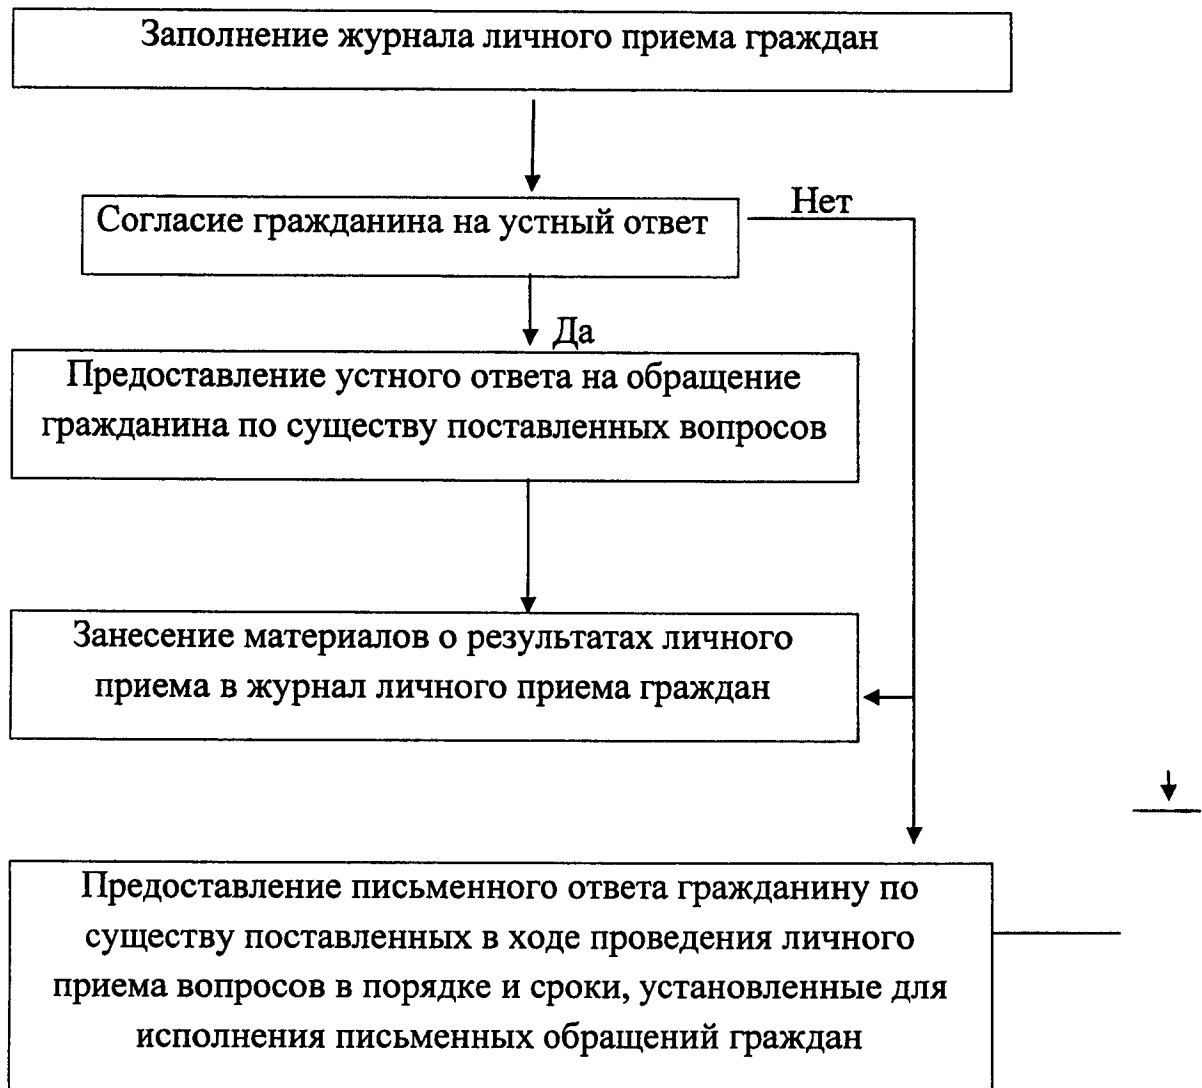 Заполнение журнала личного приема граждан
Согласие гражданина на устный ответ
Нет
Да
Предоставление устного ответа на обращение
гражданина по существу поставленных вопросов
Занесение материалов о результатах личного
приема в журнал личного приема граждан
Предоставление письменного ответа гражданину по
существу поставленных в ходе проведения личного
приема вопросов в порядке и сроки, установленные для
исполнения письменных обращений граждан